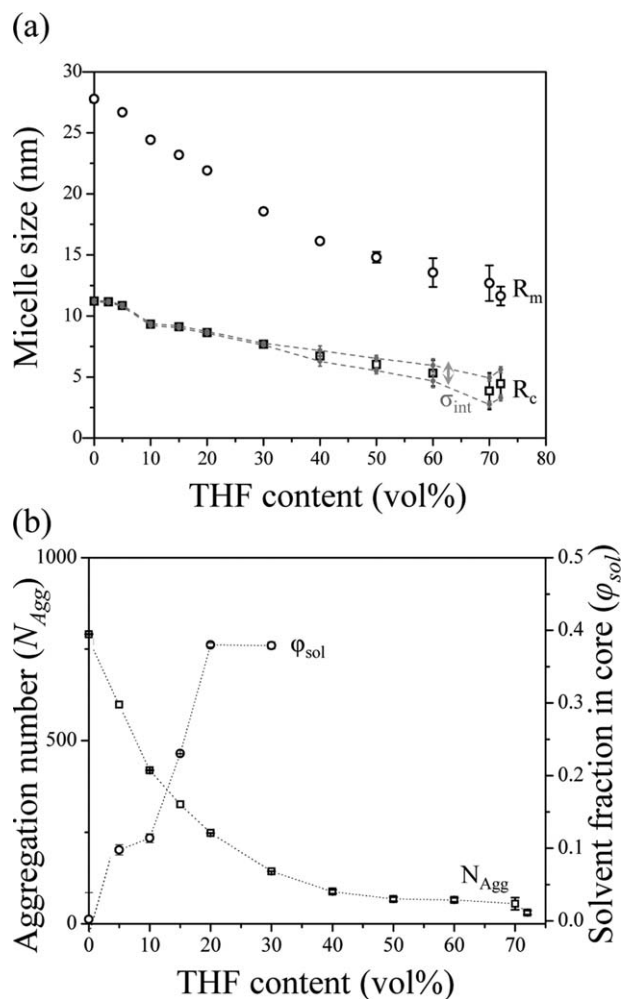 (a)
Micelle size (nm)
30
25
20
15
10
5
0
R_m
R_c
σ_int
0 10 20 30 40 50 60 70 80
THF content (vol%)
(b)
Aggregation number (N_Agg)
1000
500
0
Solvent fraction in core (φ_sol)
0.5
0.4
0.3
0.2
0.1
0.0
φ_sol
N_Agg
0 10 20 30 40 50 60 70
THF content (vol%)